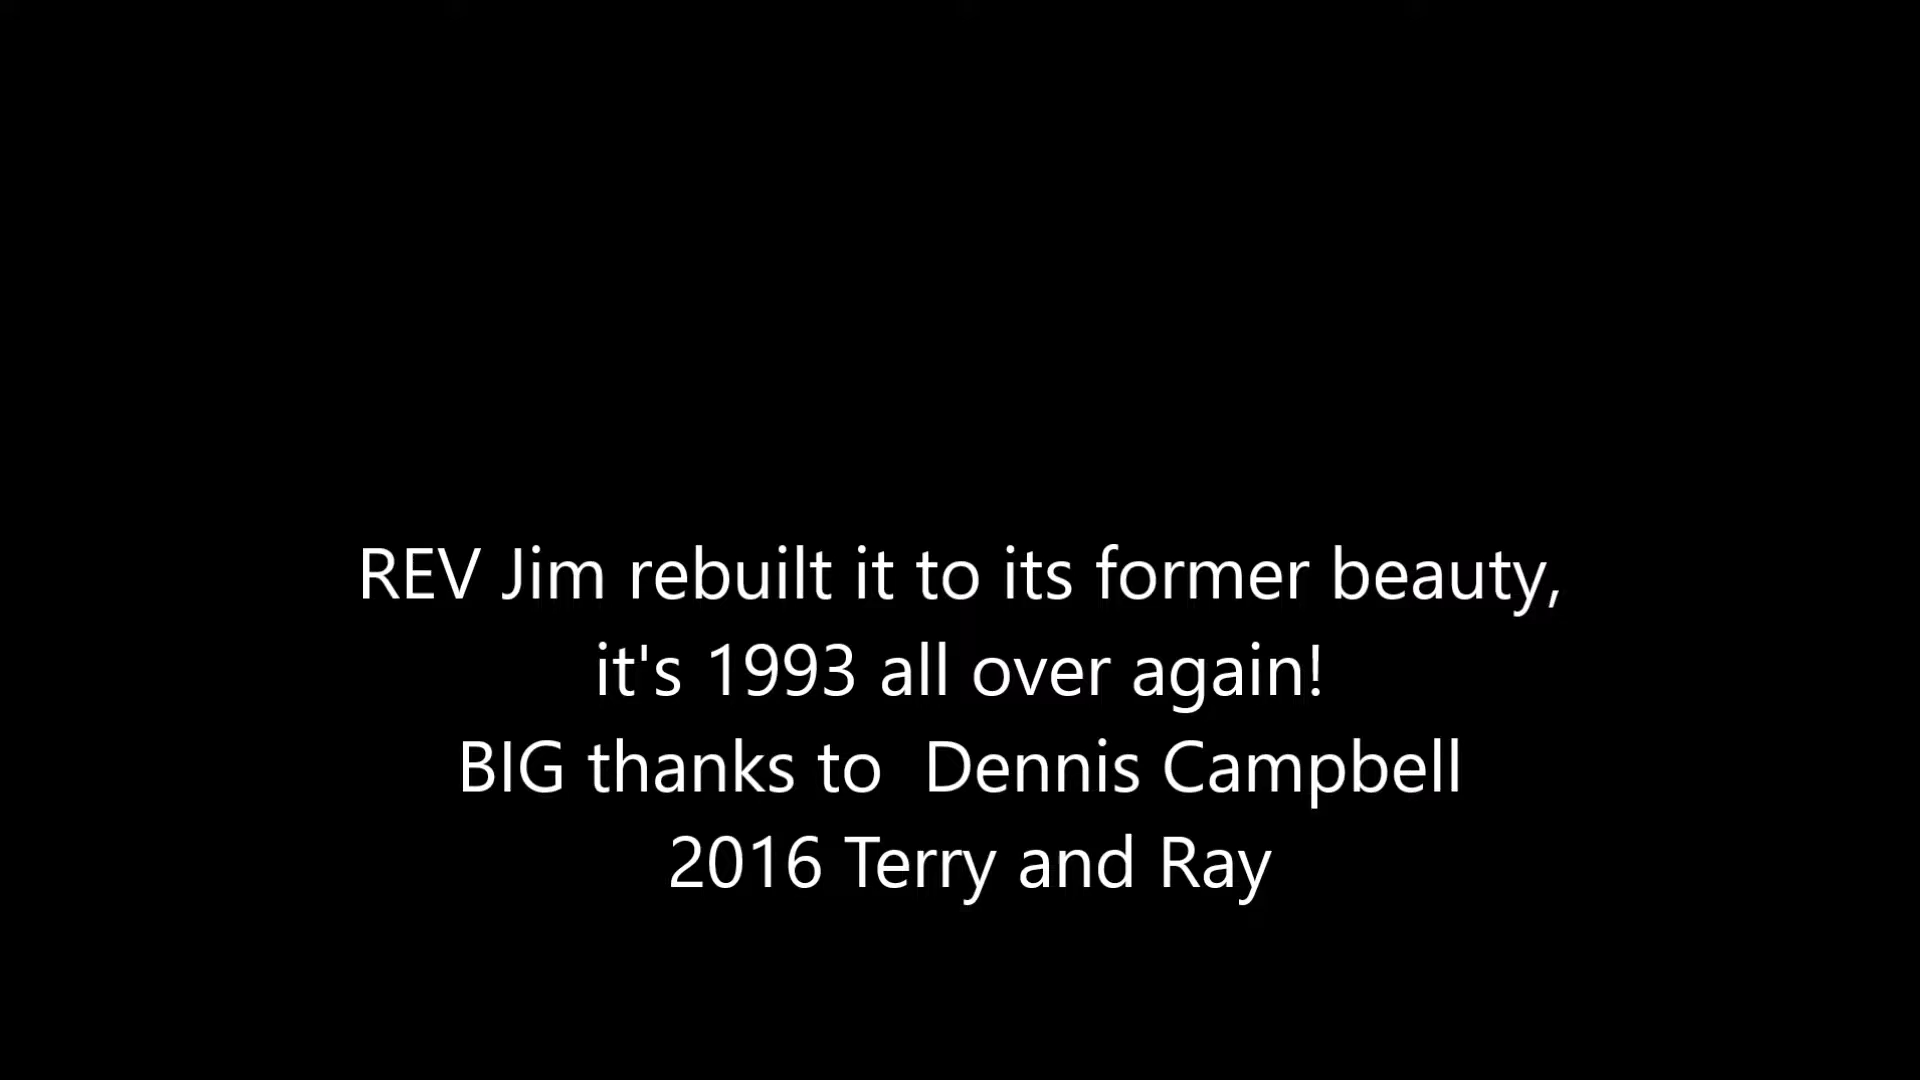 REV Jim rebuilt it to its former beauty,
it's 1993 all over again!
BIG thanks to  Dennis Campbell
2016 Terry and Ray